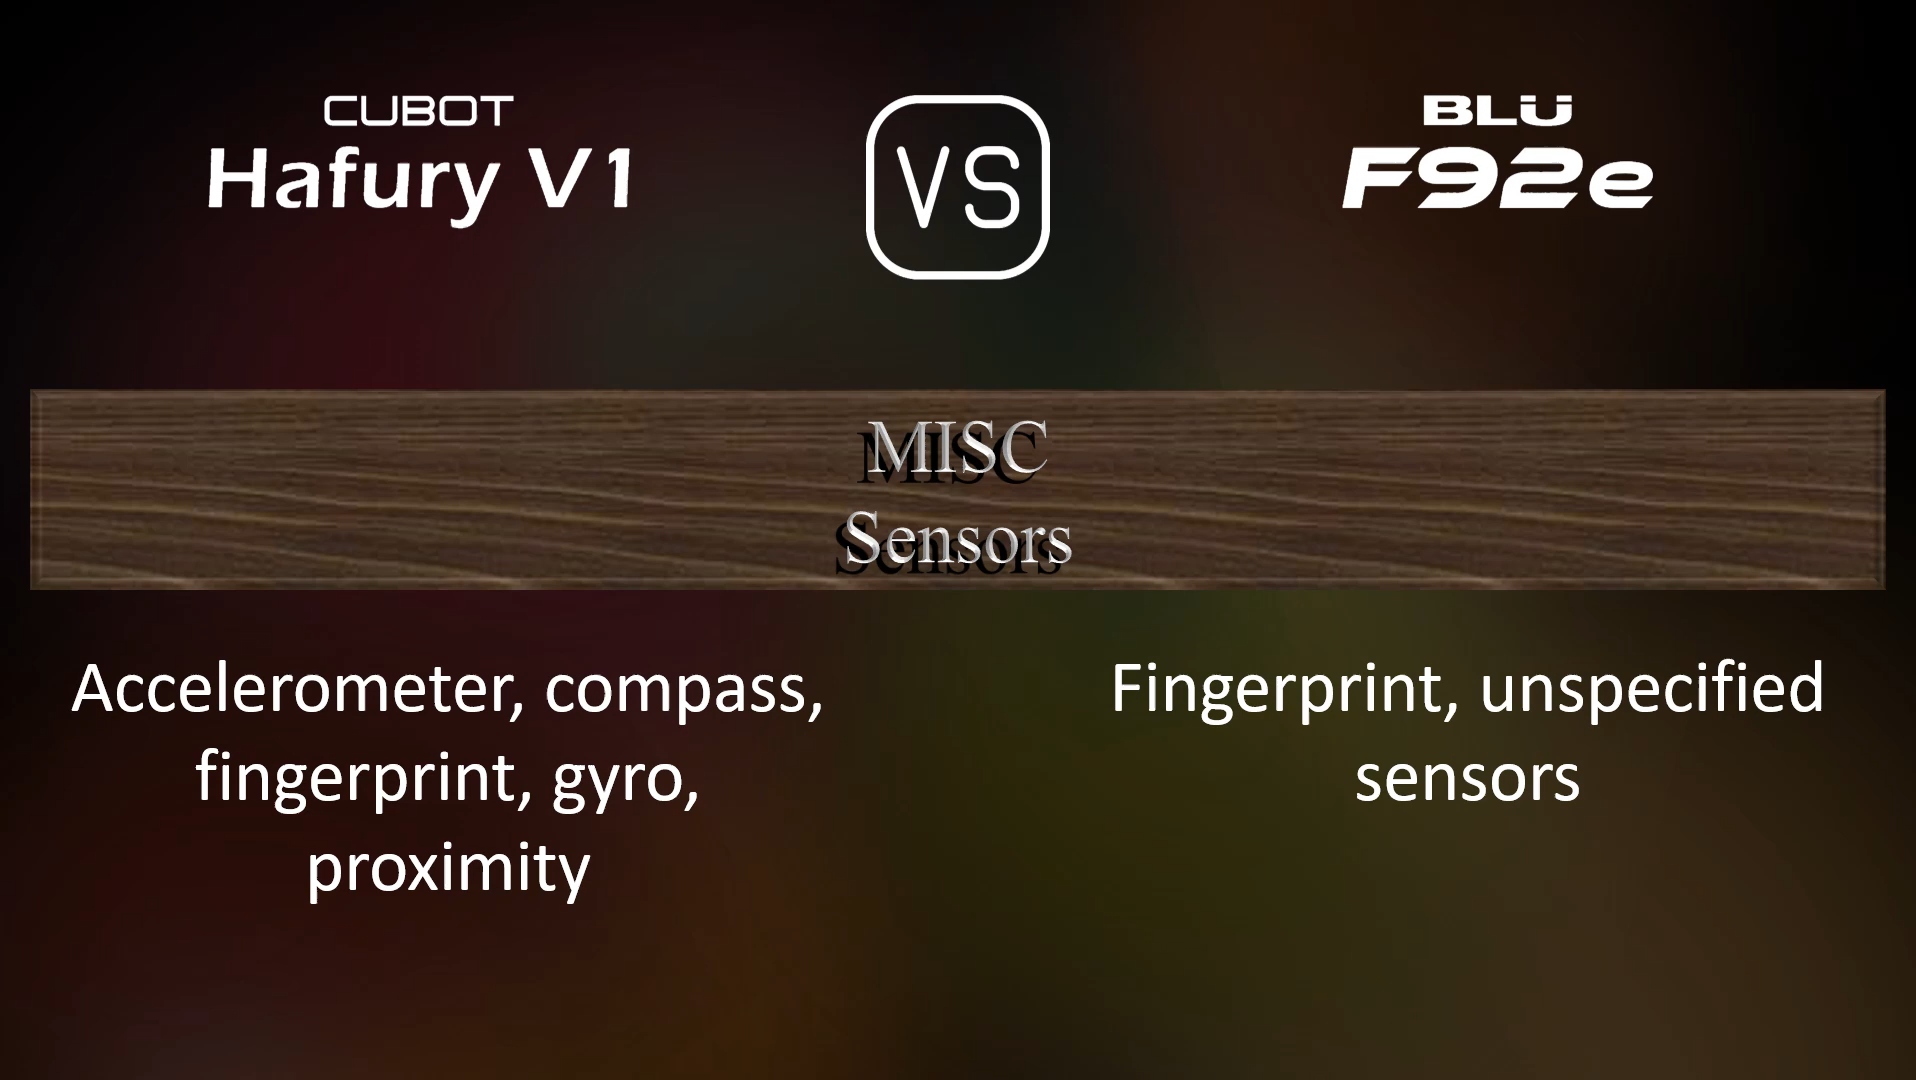 CUBOT
Hafury V1
VS
BLU
F92e
MISC
Sensors
Accelerometer, compass,
fingerprint, gyro,
proximity
Fingerprint, unspecified
sensors